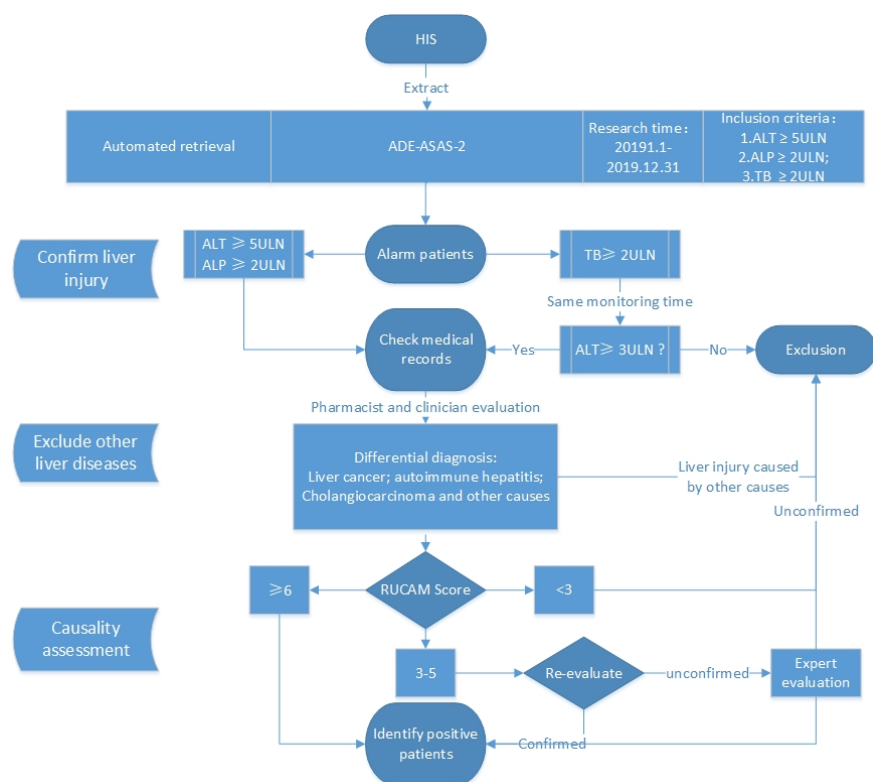 HIS
Extract
Automated retrieval
ADE-ASAS-2
Research time：
20191.1-
2019.12.31
Inclusion criteria：
1.ALT ≥ 5ULN
2.ALP ≥ 2ULN;
3.TB ≥ 2ULN
Confirm liver
injury
ALT ≥ 5ULN
ALP ≥ 2ULN
Alarm patients
TB≥ 2ULN
Same monitoring time
Check medical
records
Yes
ALT≥ 3ULN ?
No
Exclusion
Pharmacist and clinician evaluation
Exclude other
liver diseases
Differential diagnosis:
Liver cancer; autoimmune hepatitis;
Cholangiocarcinoma and other causes
Liver injury caused
by other causes
Unconfirmed
≥6
RUCAM Score
<3
Causality
assessment
3-5
Re-evaluate
unconfirmed
Expert
evaluation
Identify positive
patients
Confirmed